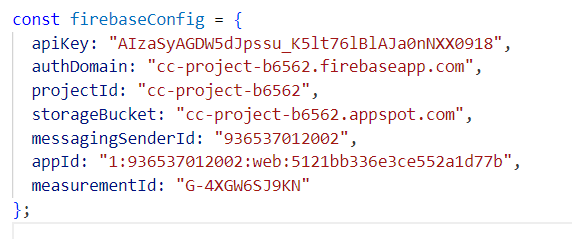 const firebaseConfig = {
  apiKey: "AIzaSyAGDW5dJpssu_K5lt76lBlAJa0nNXX0918",
  authDomain: "cc-project-b6562.firebaseapp.com",
  projectId: "cc-project-b6562",
  storageBucket: "cc-project-b6562.appspot.com",
  messagingSenderId: "936537012002",
  appId: "1:936537012002:web:5121bb336e3ce552a1d77b",
  measurementId: "G-4XGW6SJ9KN"
};